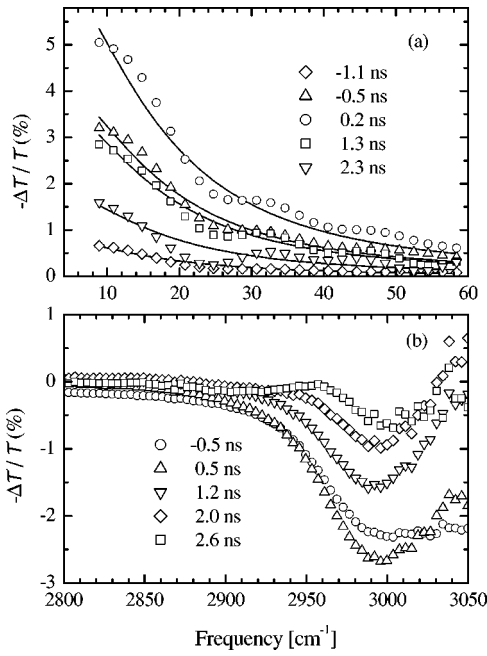 5
4
3
2
1
0
-ΔT / T (%)
(a)
-1.1 ns
-0.5 ns
0.2 ns
1.3 ns
2.3 ns
10 20 30 40 50 60
0
-1
-2
-3
-ΔT / T (%)
(b)
-0.5 ns
0.5 ns
1.2 ns
2.0 ns
2.6 ns
2800 2850 2900 2950 3000 3050
Frequency [cm⁻¹]